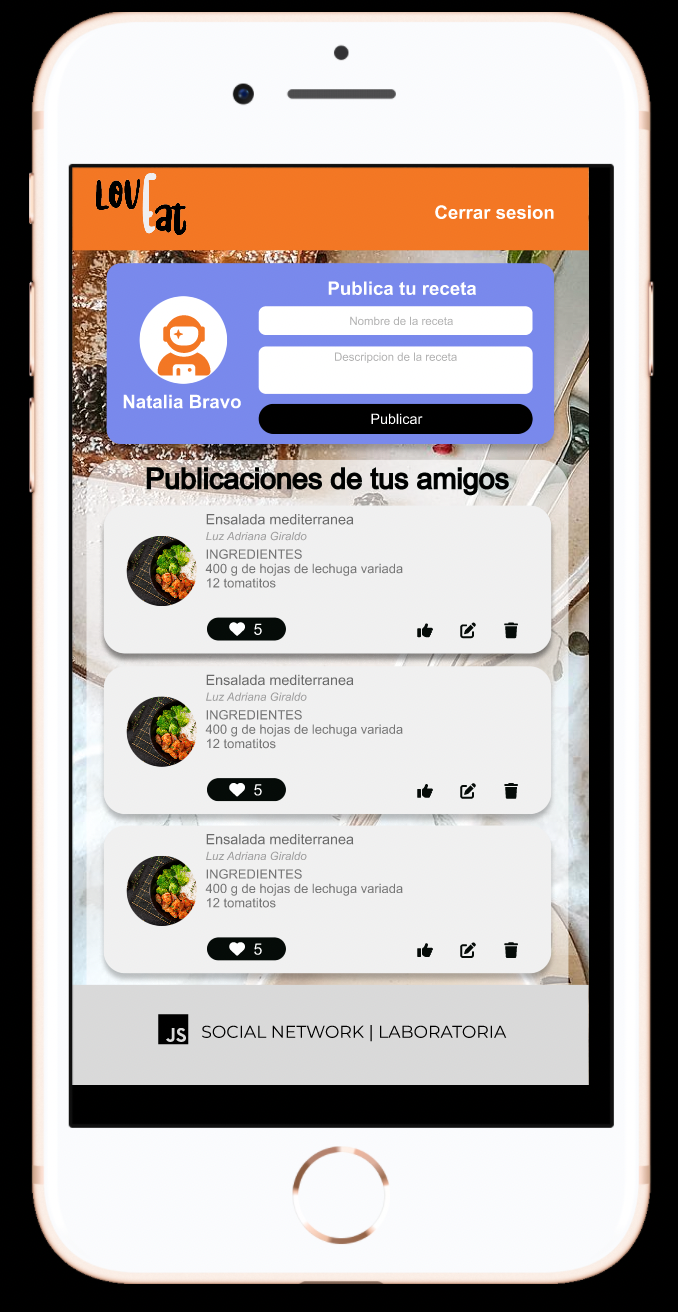 LOVEat
Cerrar sesion
Publica tu receta
Nombre de la receta
Descripcion de la receta
Natalia Bravo
Publicar
Publicaciones de tus amigos
Ensalada mediterranea
Luz Adriana Giraldo
INGREDIENTES
400 g de hojas de lechuga variada
12 tomatitos
5
Ensalada mediterranea
Luz Adriana Giraldo
INGREDIENTES
400 g de hojas de lechuga variada
12 tomatitos
5
Ensalada mediterranea
Luz Adriana Giraldo
INGREDIENTES
400 g de hojas de lechuga variada
12 tomatitos
5
JS SOCIAL NETWORK | LABORATORIA